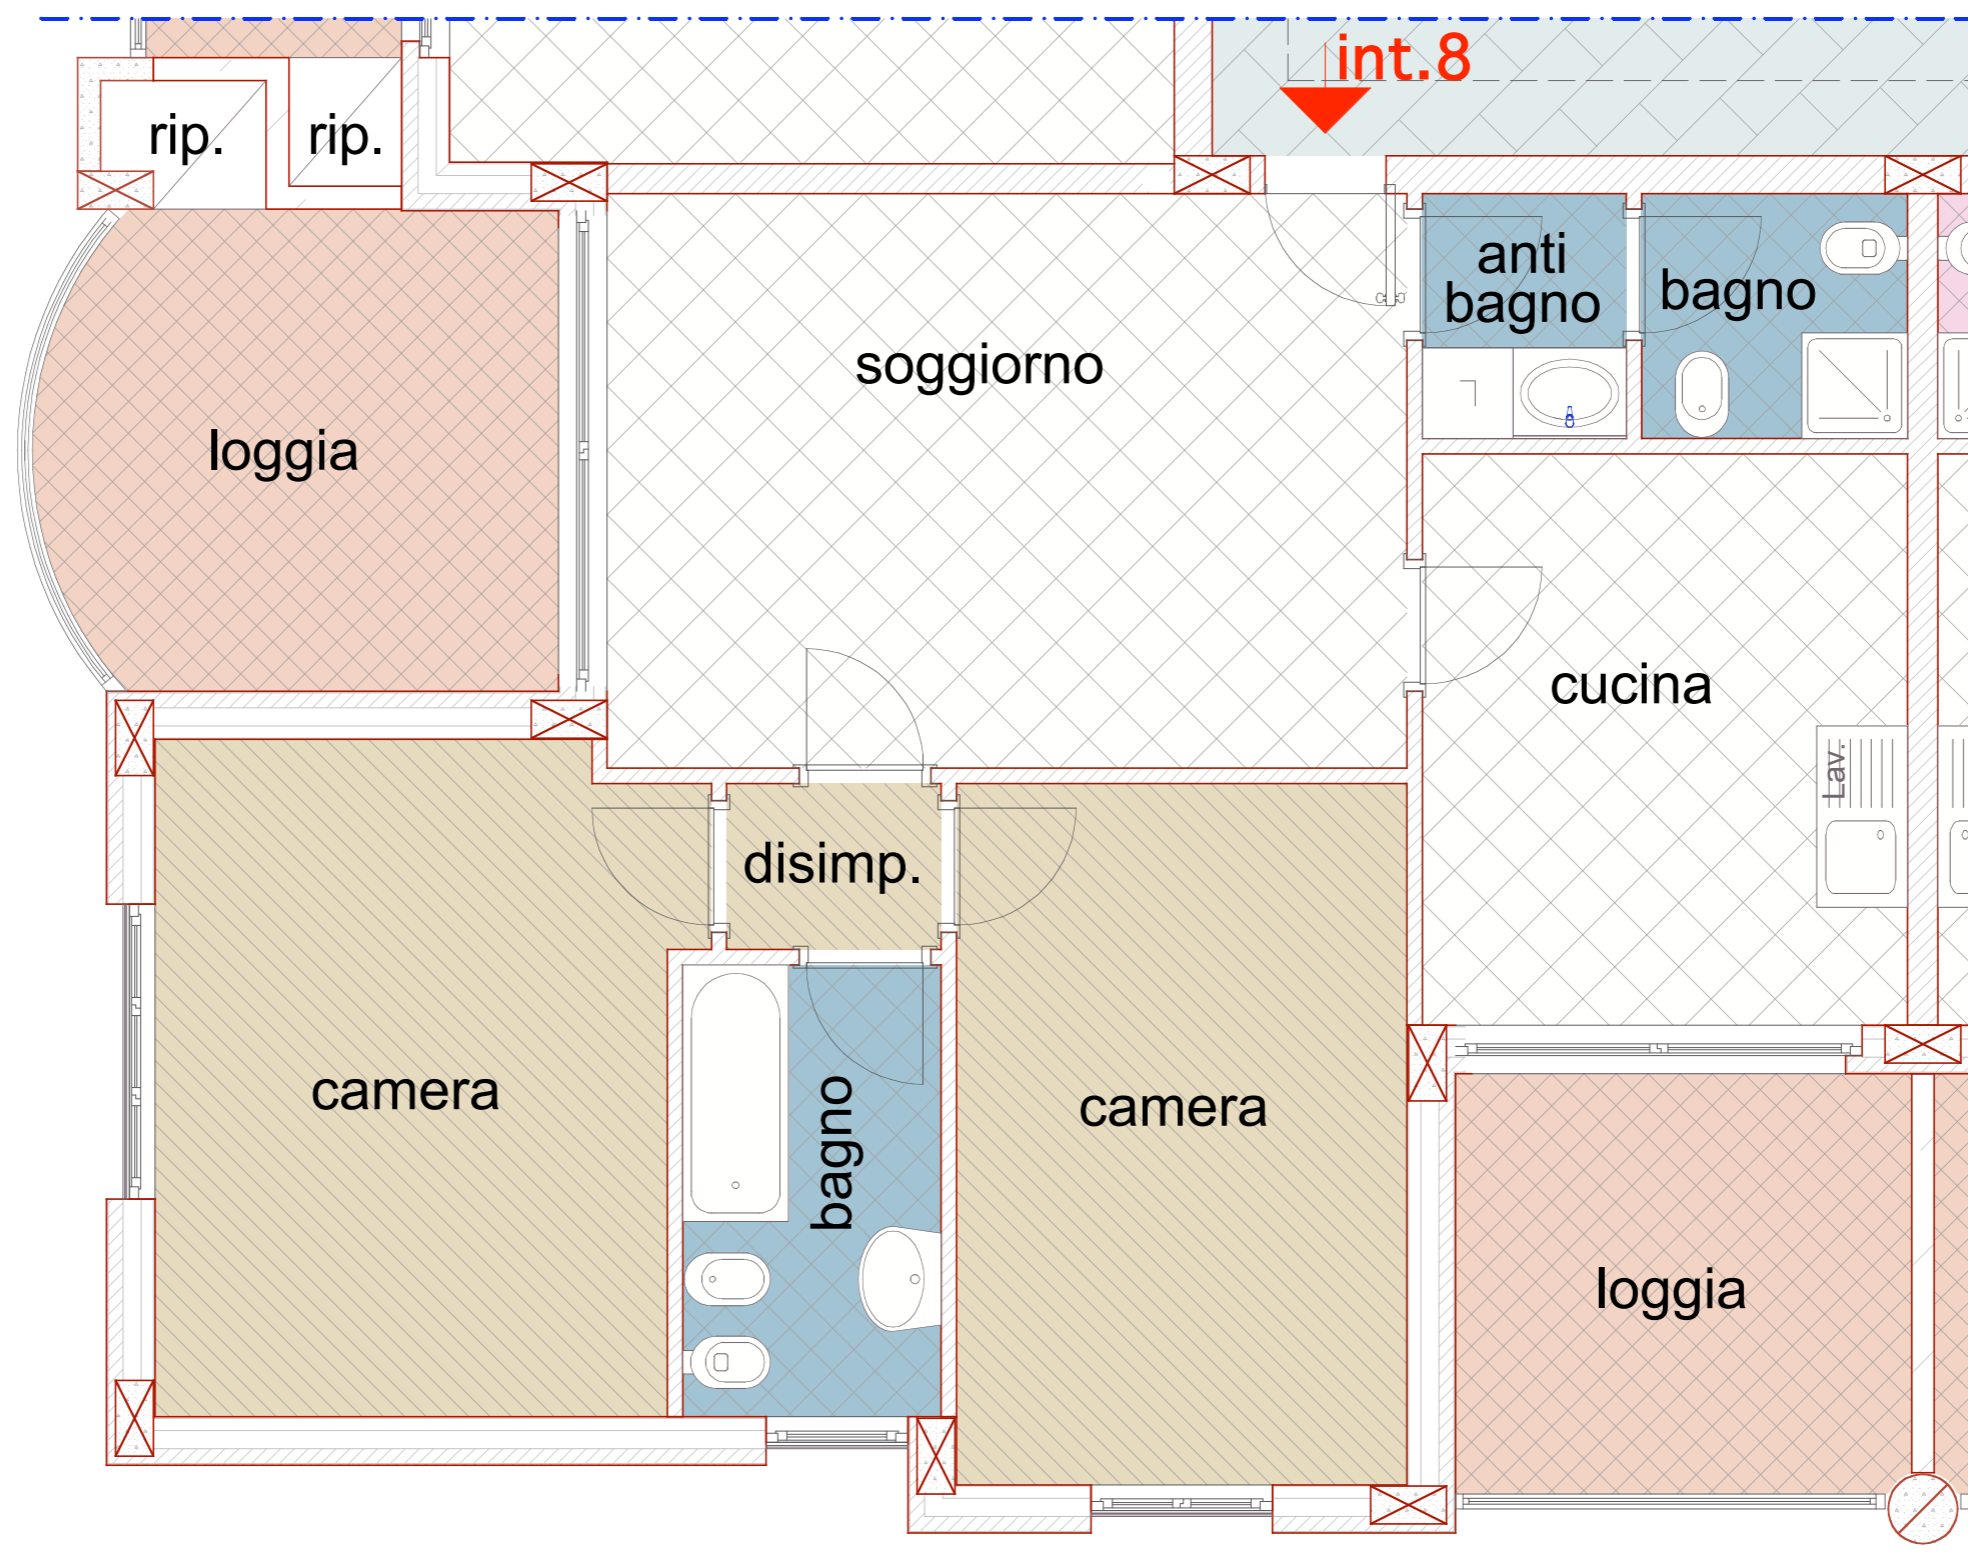 int.8
rip.
rip.
anti
bagno
bagno
soggiorno
loggia
cucina
Lav.
disimp.
camera
bagno
camera
loggia